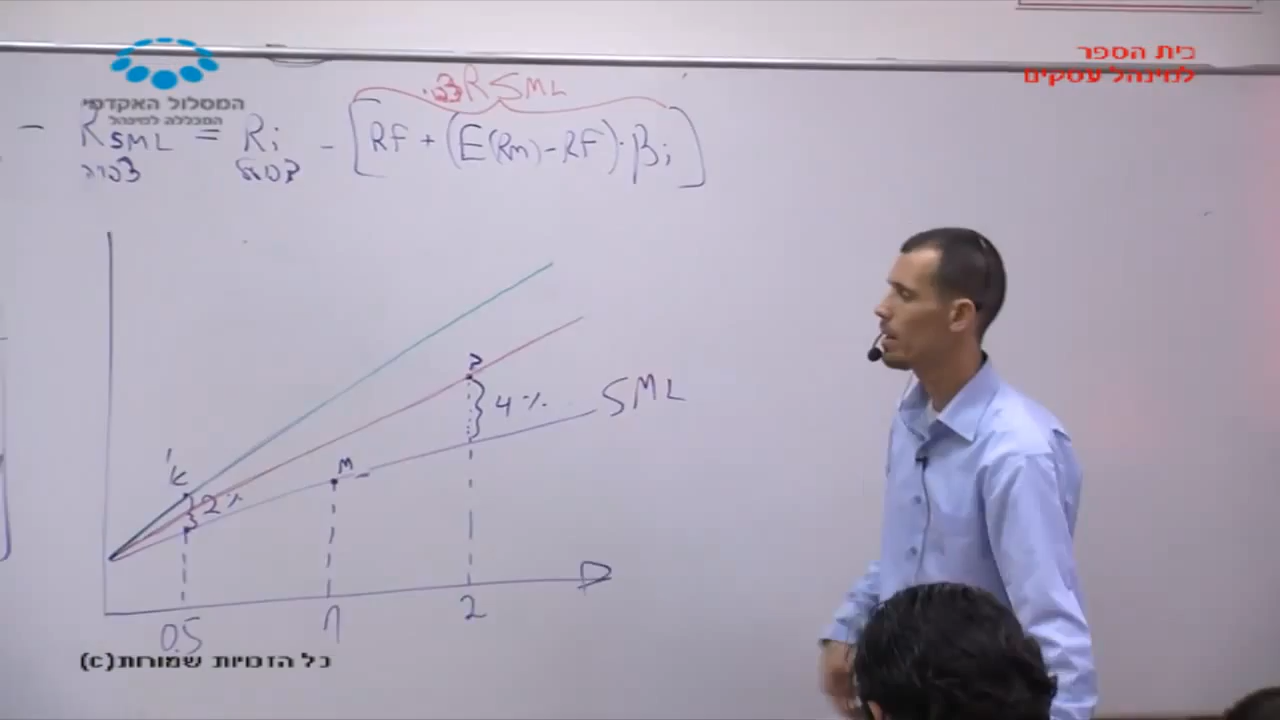 בית הספר
למינהל עסקים
המסלול האקדמי
המכללה למינהל
RSML
- RSML = Ri - [Rf + (E(Rm) - Rf) · βi]
בפועל
SML
4%
M
2%
0.5
1
2
כל הזכויות שמורות(c)